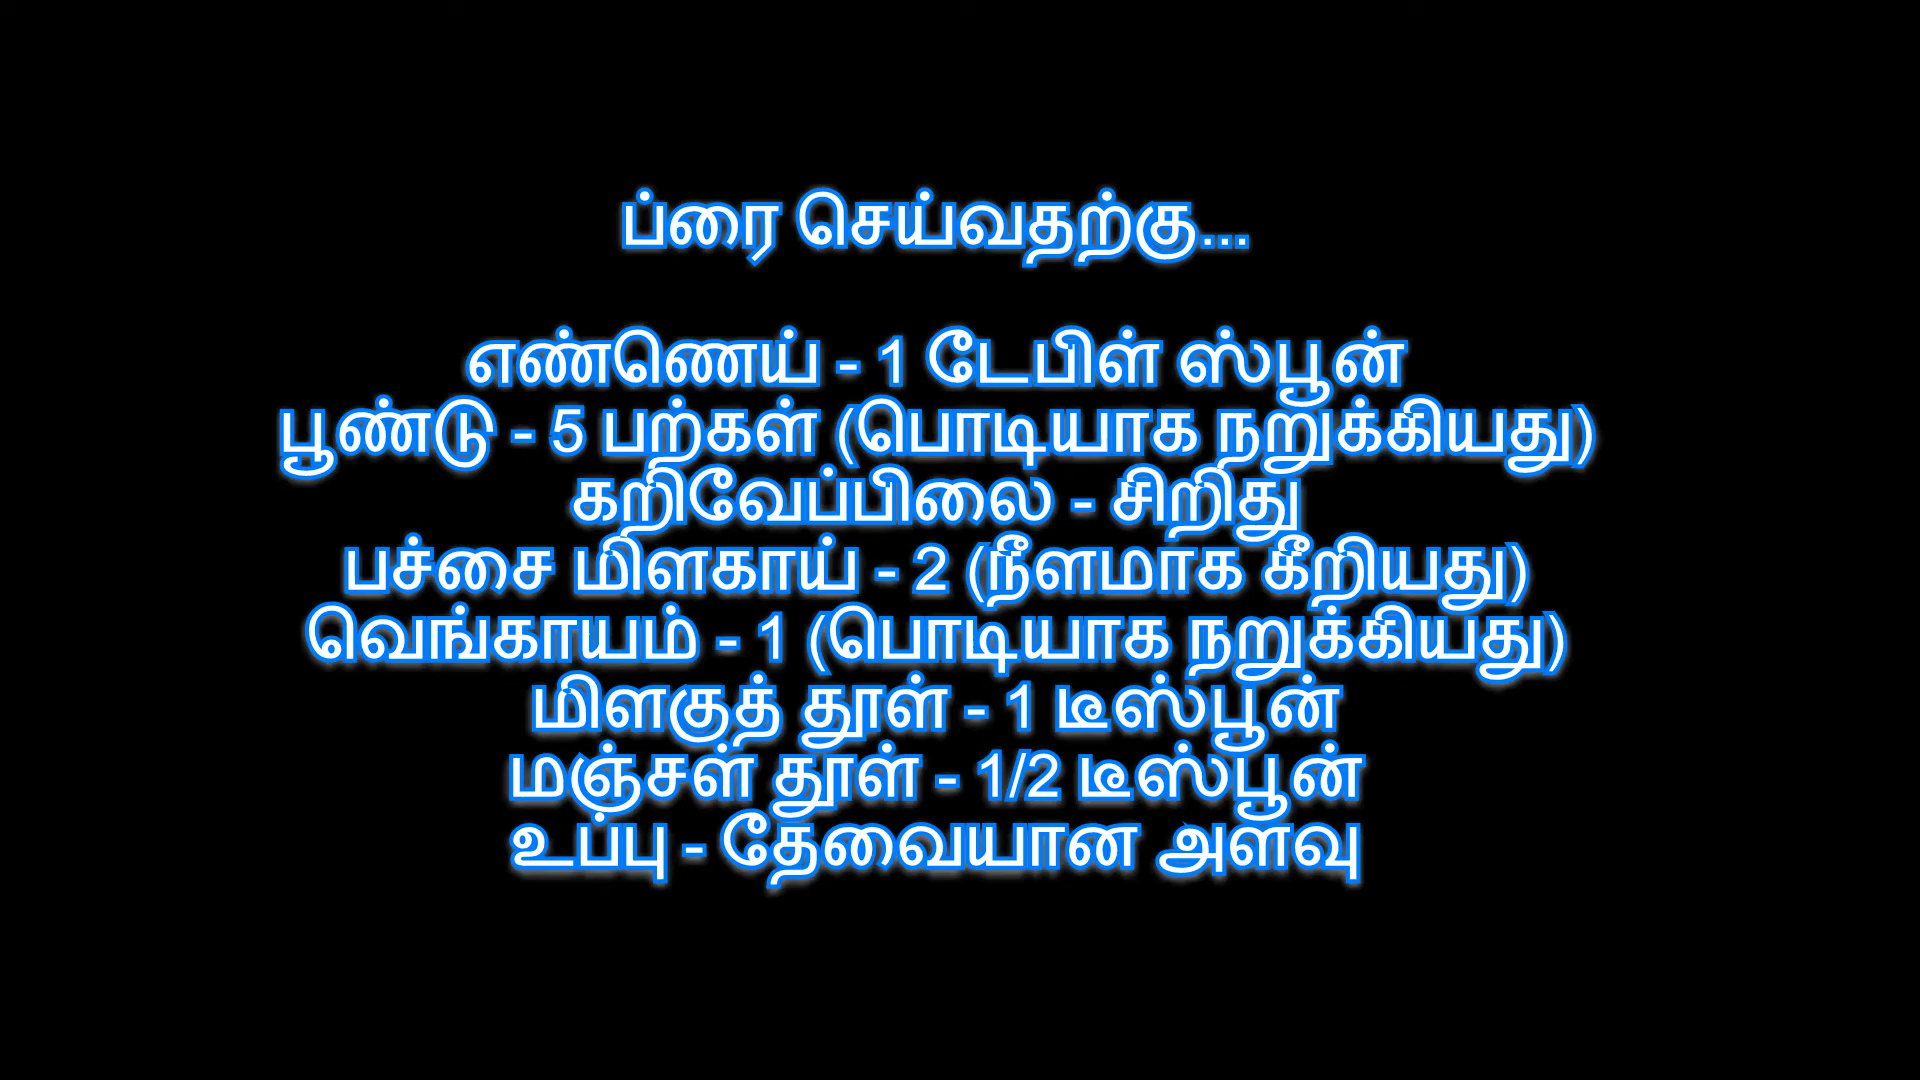 ப்ரை செய்வதற்கு...
எண்ணெய் - 1 டேபிள் ஸ்பூன்
பூண்டு - 5 பற்கள் (பொடியாக நறுக்கியது)
கறிவேப்பிலை - சிறிது
பச்சை மிளகாய் - 2 (நீளமாக கீறியது)
வெங்காயம் - 1 (பொடியாக நறுக்கியது)
மிளகுத் தூள் - 1 டீஸ்பூன்
மஞ்சள் தூள் - 1/2 டீஸ்பூன்
உப்பு - தேவையான அளவு